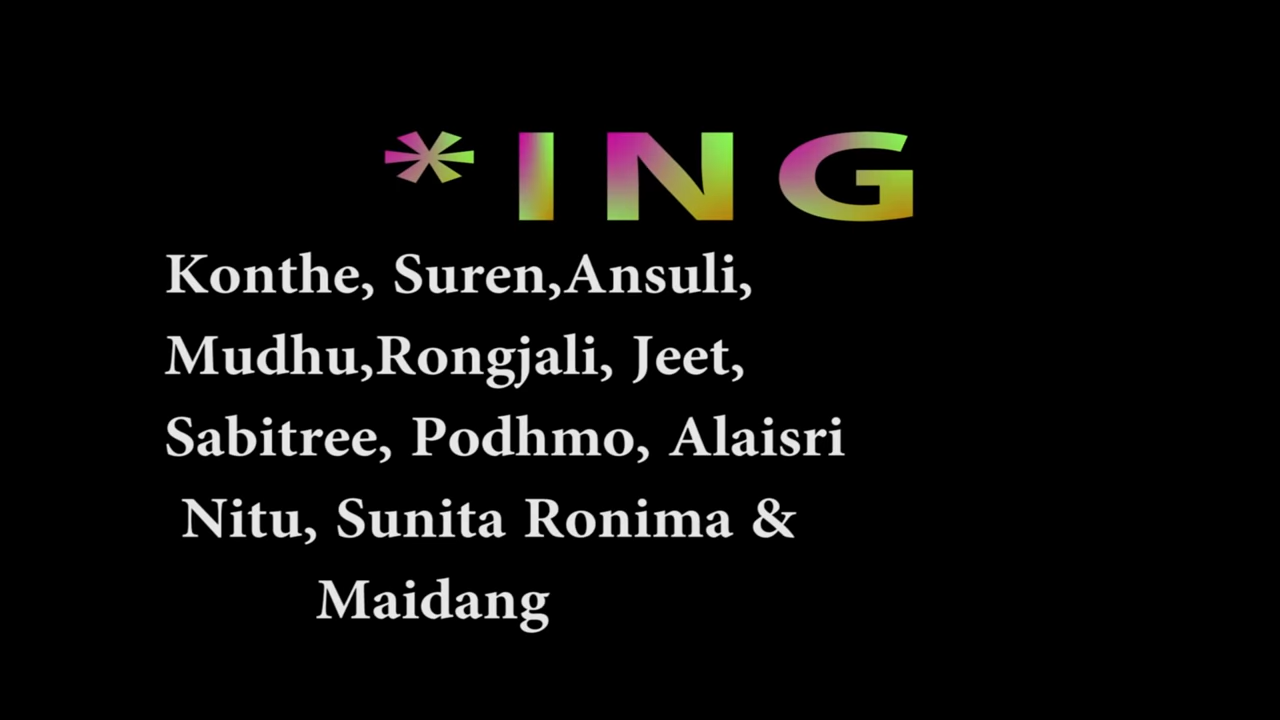 *ING
Konthe, Suren,Ansuli,
Mudhu,Rongjali, Jeet,
Sabitree, Podhmo, Alaisri
Nitu, Sunita Ronima &
Maidang